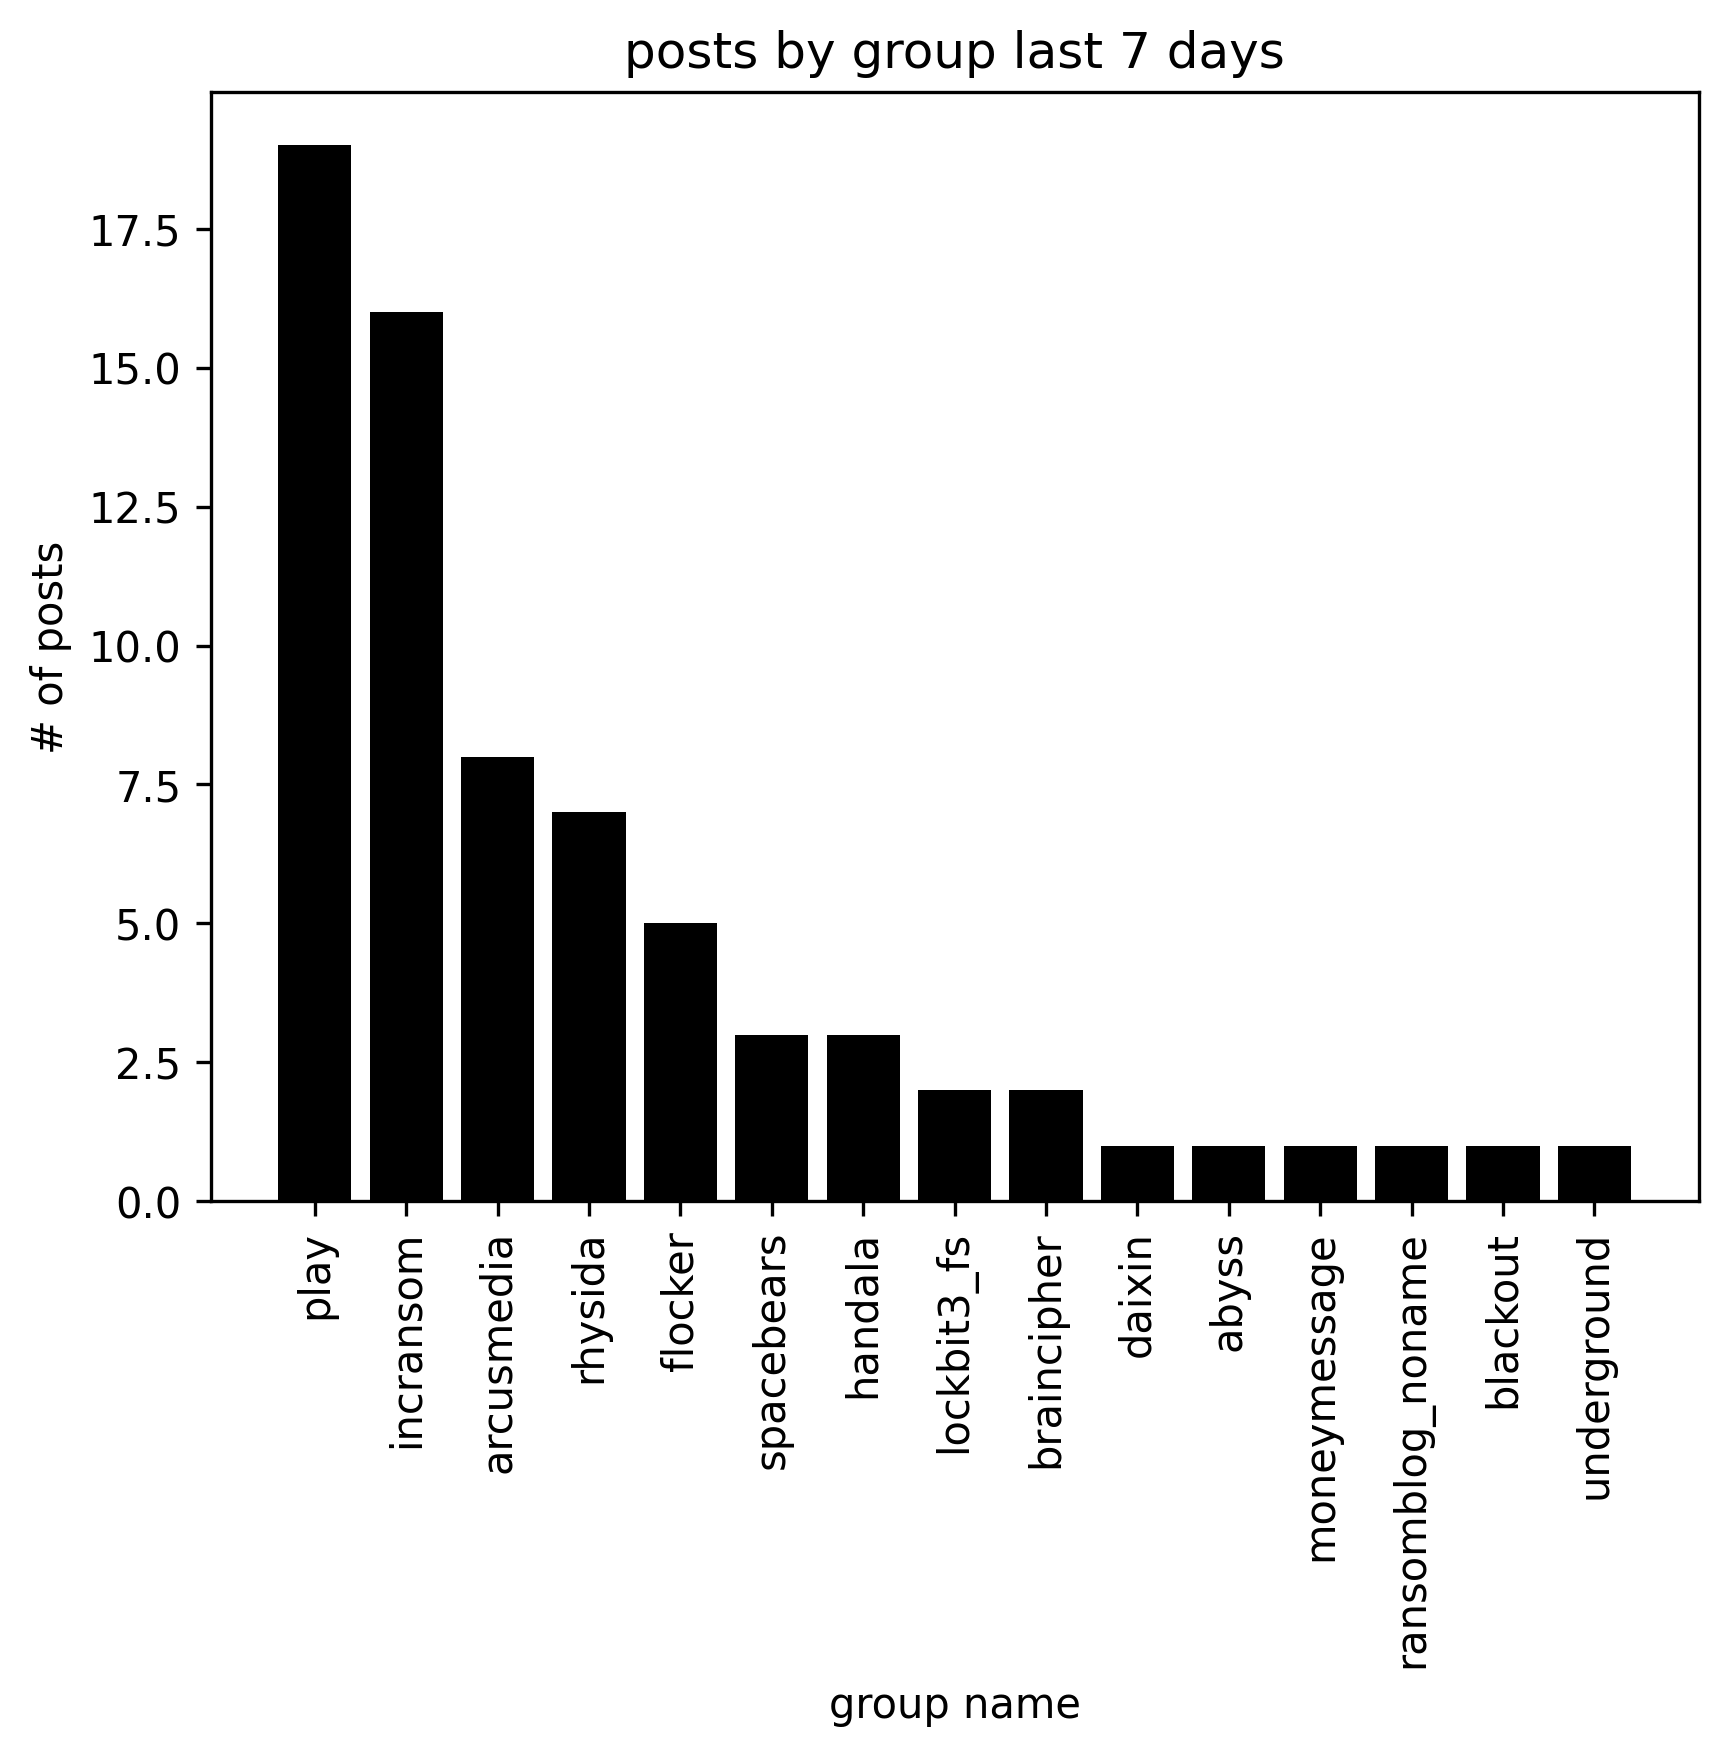 posts by group last 7 days
17.5
15.0
12.5
10.0
7.5
5.0
2.5
0.0
# of posts
play
incransom
arcusmedia
rhysida
flocker
spacebears
handala
lockbit3_fs
braincipher
daixin
abyss
moneymessage
ransomblog_noname
blackout
underground
group name